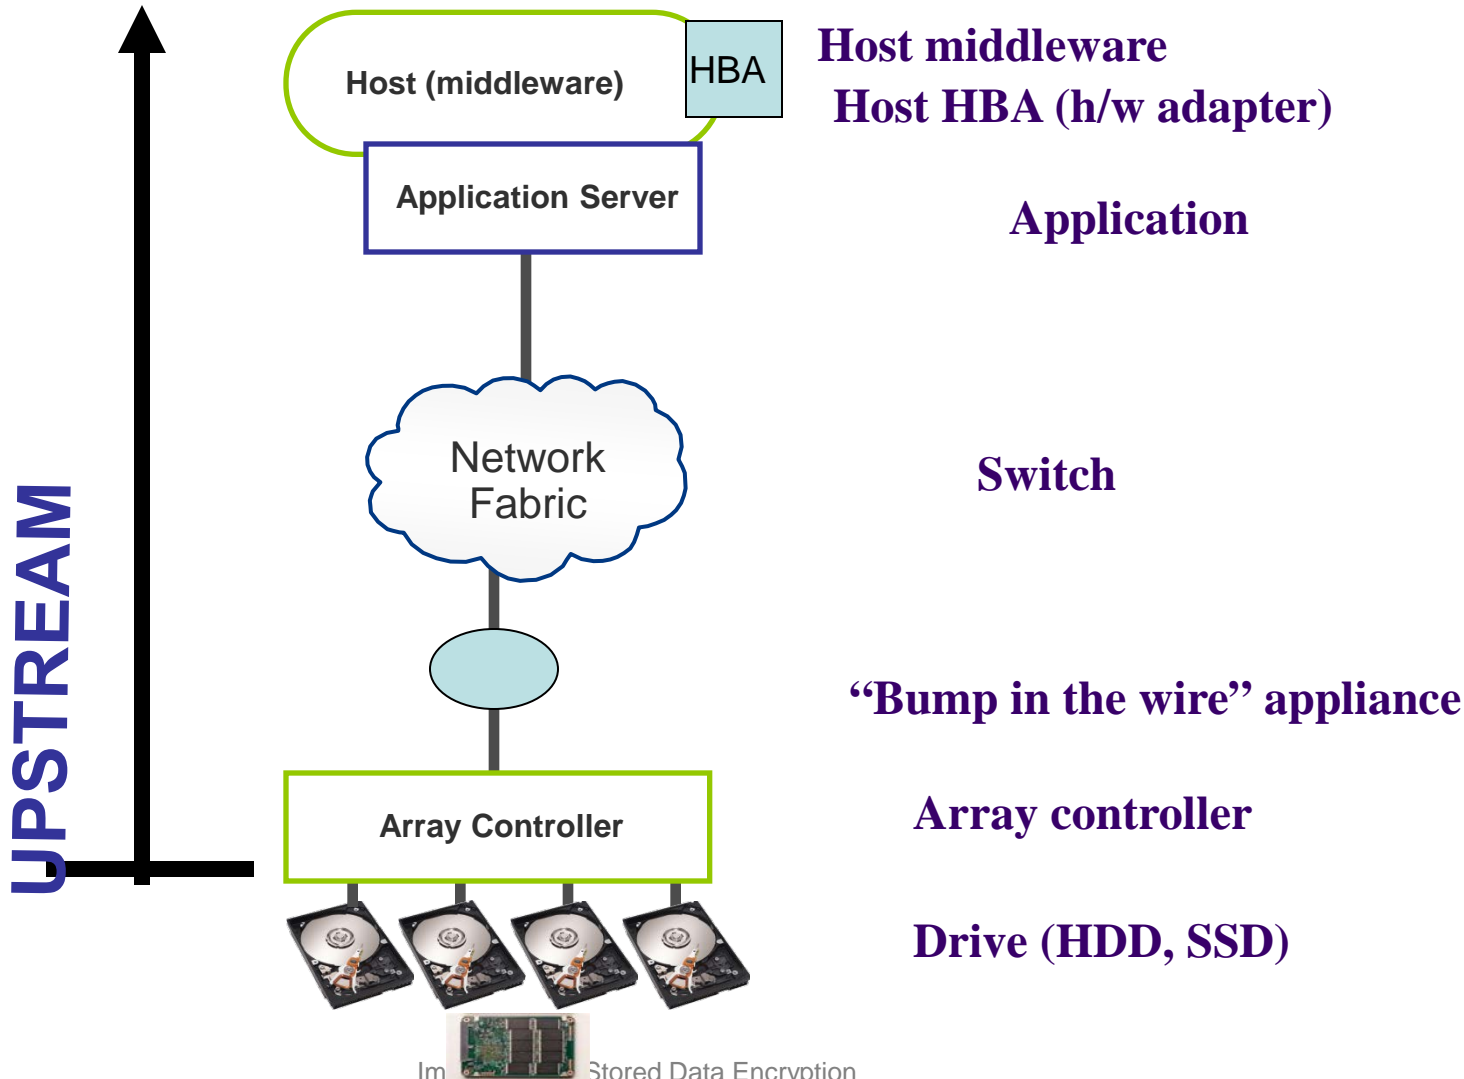 Host (middleware)
HBA
Host middleware
Host HBA (h/w adapter)
Application Server
Application
Network
Fabric
Switch
UPSTREAM
“Bump in the wire” appliance
Array Controller
Array controller
Drive (HDD, SSD)
Stored Data Encryption